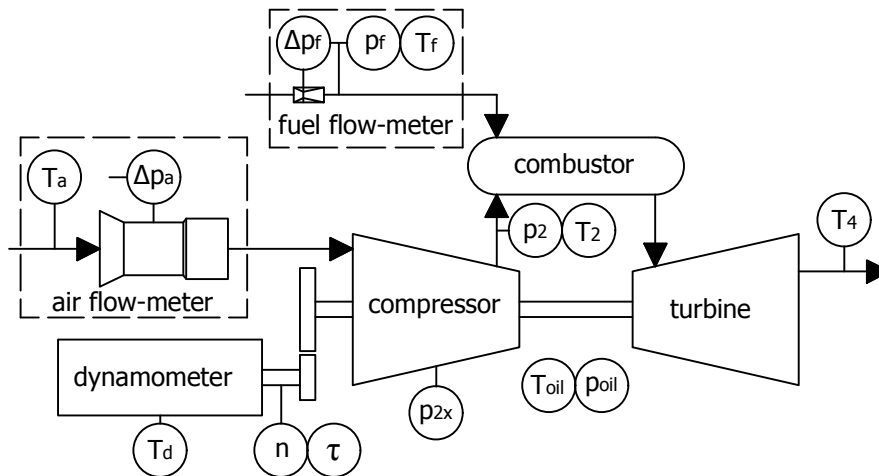 Δpf pf Tf
fuel flow-meter
Ta Δpa
combustor
p2 T2
T4
air flow-meter
compressor
turbine
dynamometer
Toil poil
p2x
Td n τ